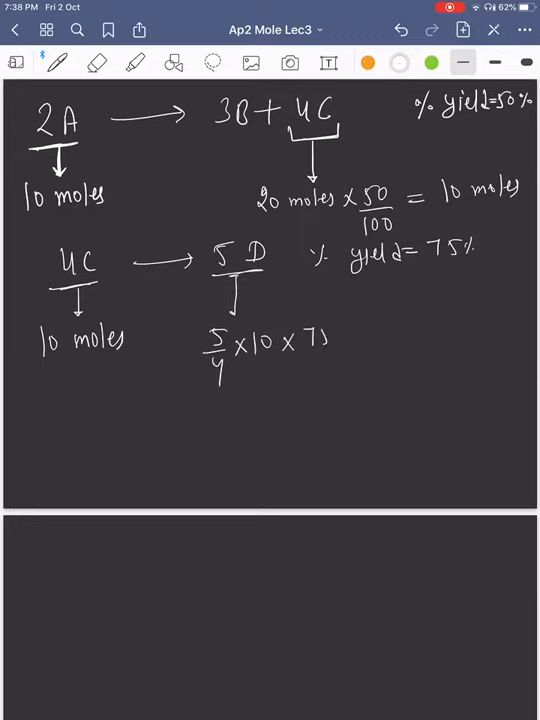 7:38 PM Fri 2 Oct 62%
Ap2 Mole Lec3
2A → 3B + 4C % yield = 50%
10 moles 20 moles × 50/100 = 10 moles
4C → 5 D % yield = 75%
10 moles 5/4 × 10 × 75